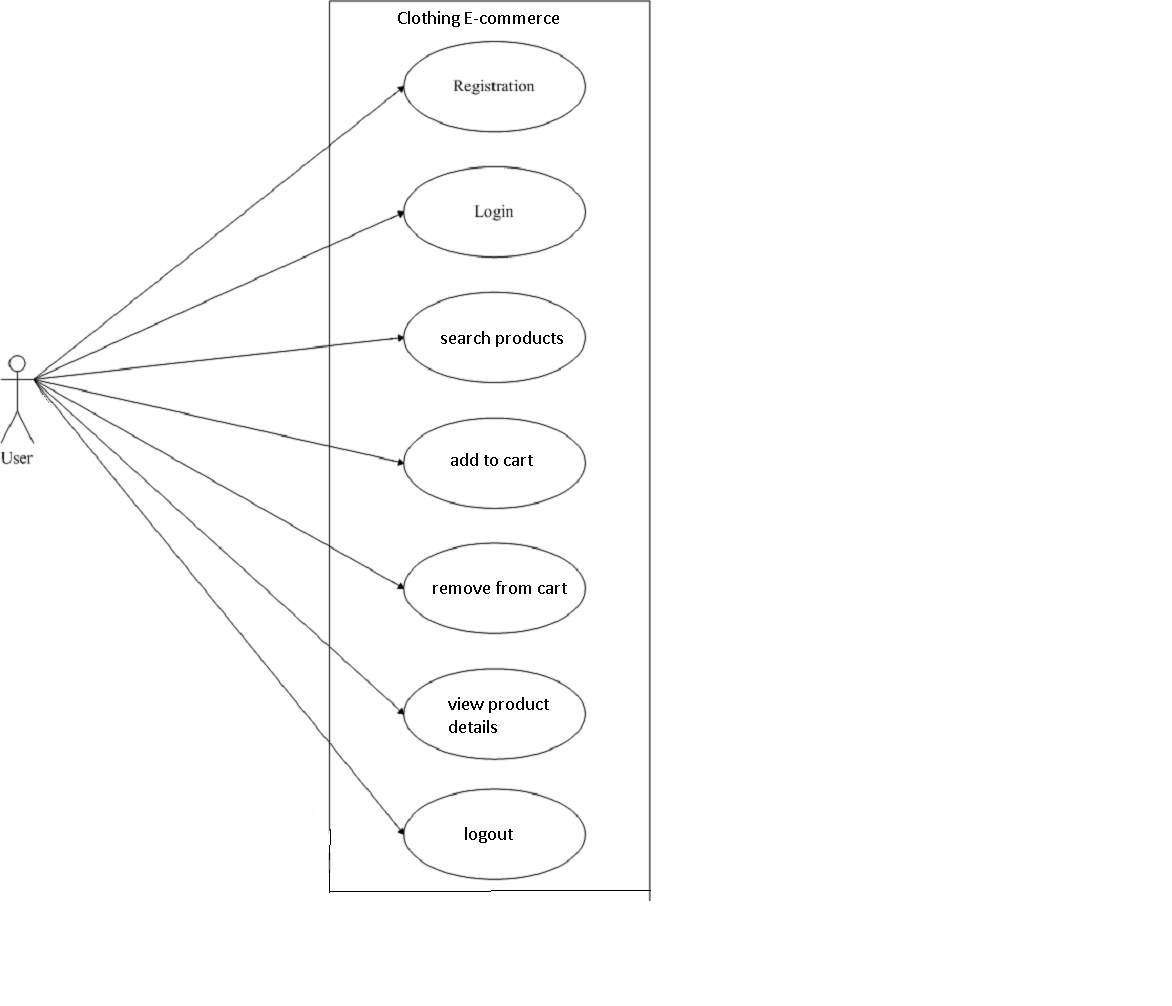 Clothing E-commerce
Registration
Login
search products
User
add to cart
remove from cart
view product
details
logout